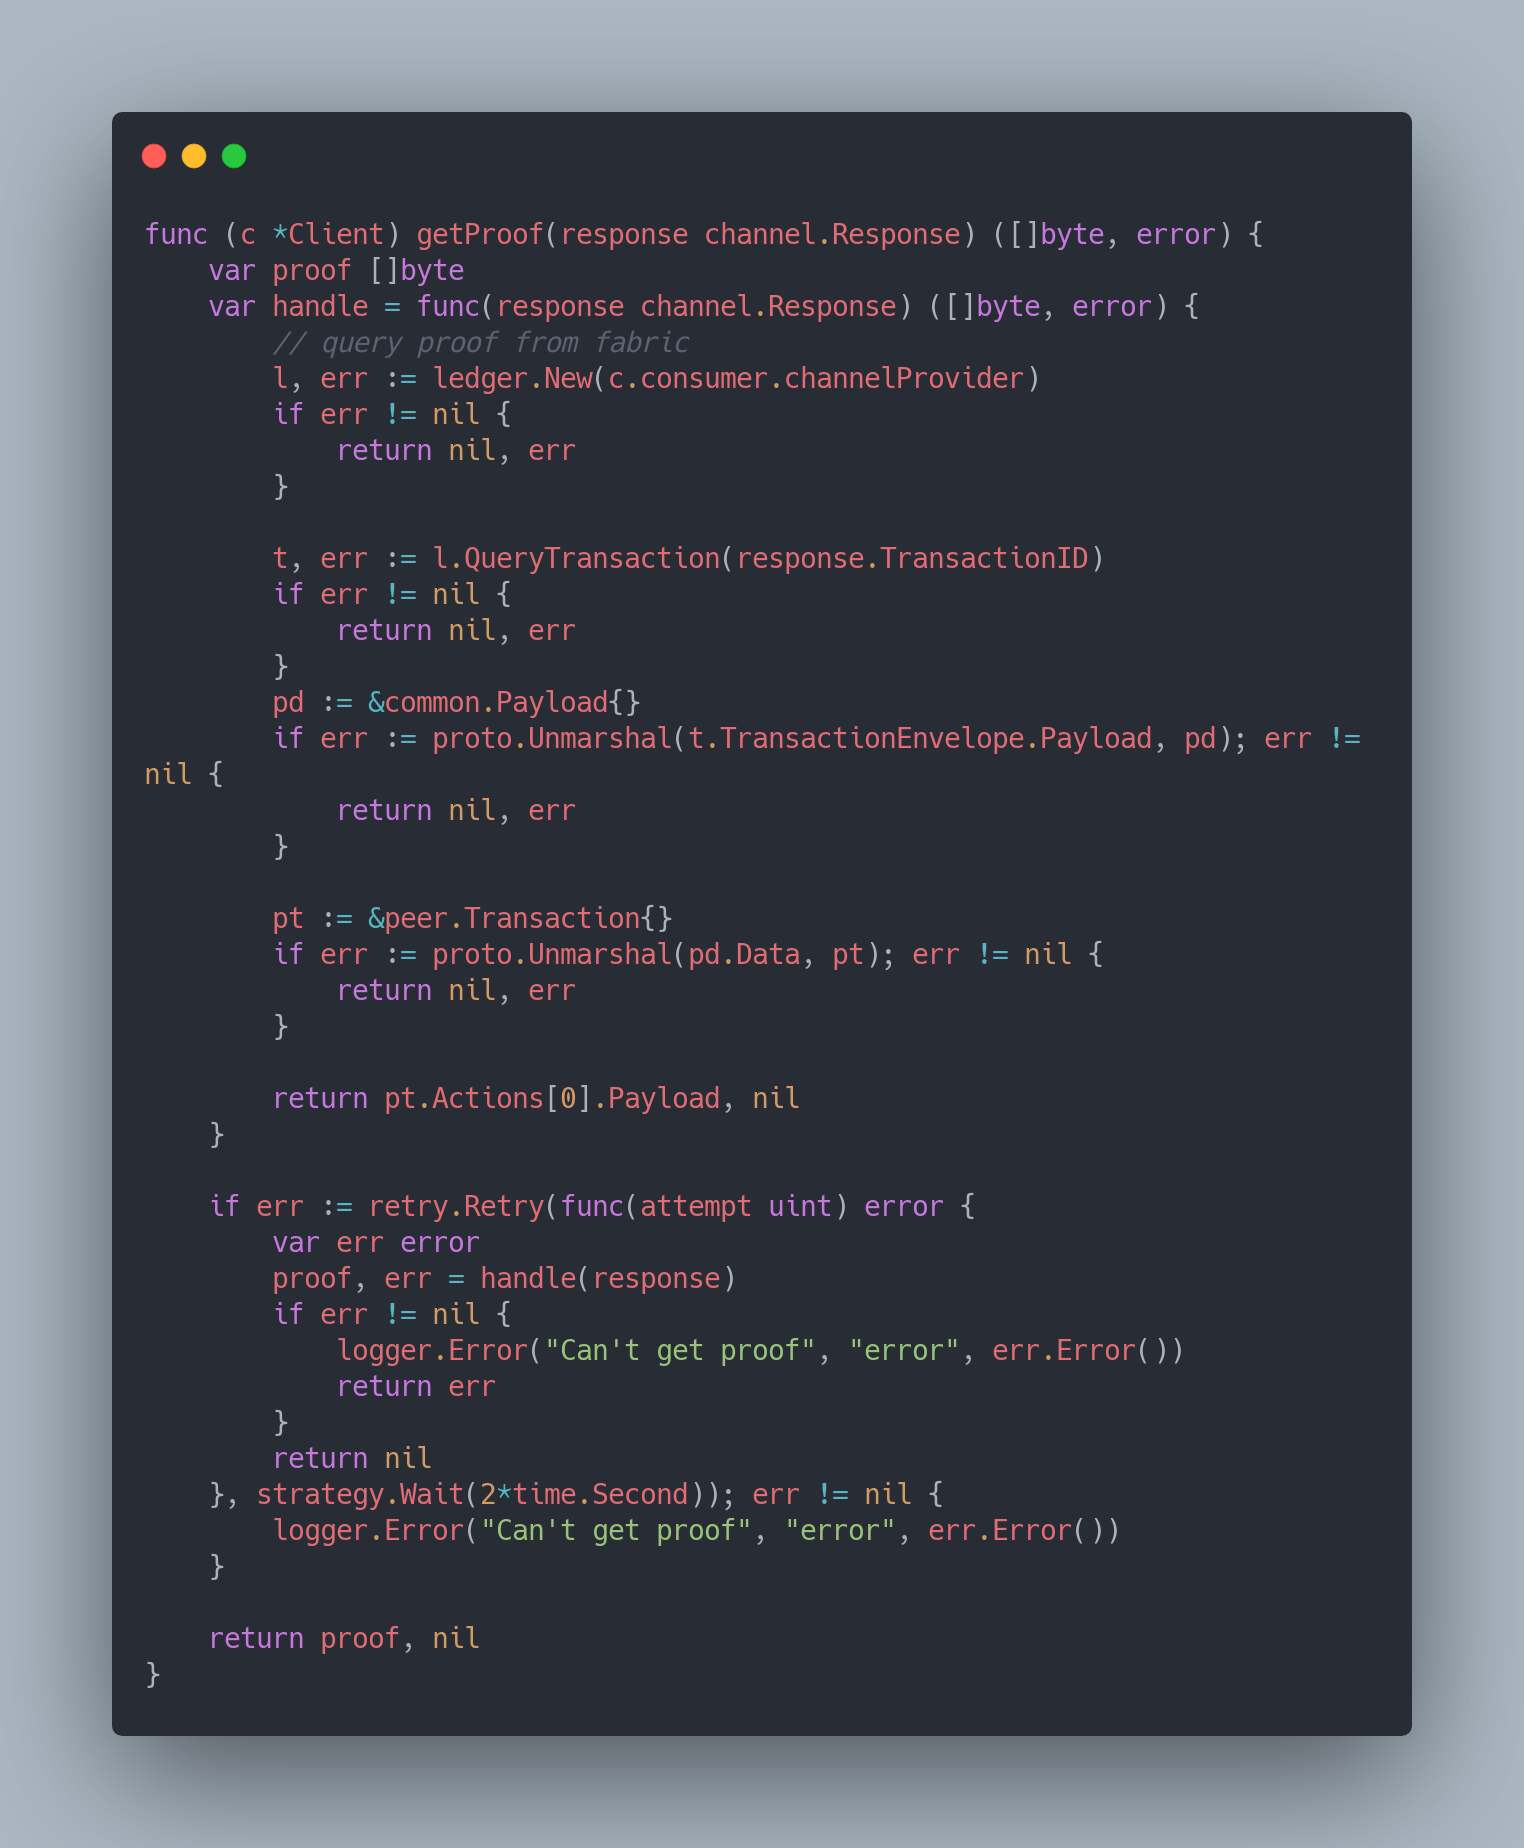 func (c *Client) getProof(response channel.Response) ([]byte, error) {
    var proof []byte
    var handle = func(response channel.Response) ([]byte, error) {
        // query proof from fabric
        l, err := ledger.New(c.consumer.channelProvider)
        if err != nil {
            return nil, err
        }

        t, err := l.QueryTransaction(response.TransactionID)
        if err != nil {
            return nil, err
        }
        pd := &common.Payload{}
        if err := proto.Unmarshal(t.TransactionEnvelope.Payload, pd); err !=
nil {
            return nil, err
        }

        pt := &peer.Transaction{}
        if err := proto.Unmarshal(pd.Data, pt); err != nil {
            return nil, err
        }

        return pt.Actions[0].Payload, nil
    }

    if err := retry.Retry(func(attempt uint) error {
        var err error
        proof, err = handle(response)
        if err != nil {
            logger.Error("Can't get proof", "error", err.Error())
            return err
        }
        return nil
    }, strategy.Wait(2*time.Second)); err != nil {
        logger.Error("Can't get proof", "error", err.Error())
    }

    return proof, nil
}